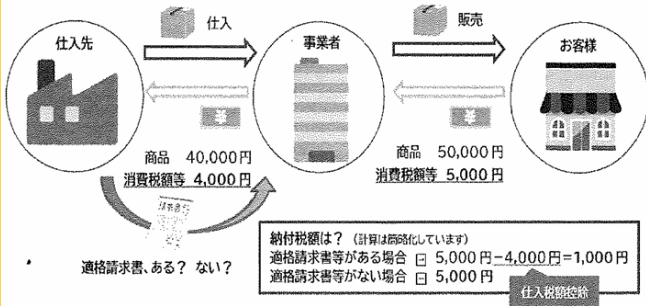 仕入
販売
仕入先
事業者
お客様
商品 40,000円
消費税額等 4,000円
商品 50,000円
消費税額等 5,000円
請求書
適格請求書、ある? ない?
納付税額は? (計算は簡略化しています)
適格請求書等がある場合 ⊟ 5,000円−4,000円=1,000円
適格請求書等がない場合 ⊟ 5,000円
仕入税額控除